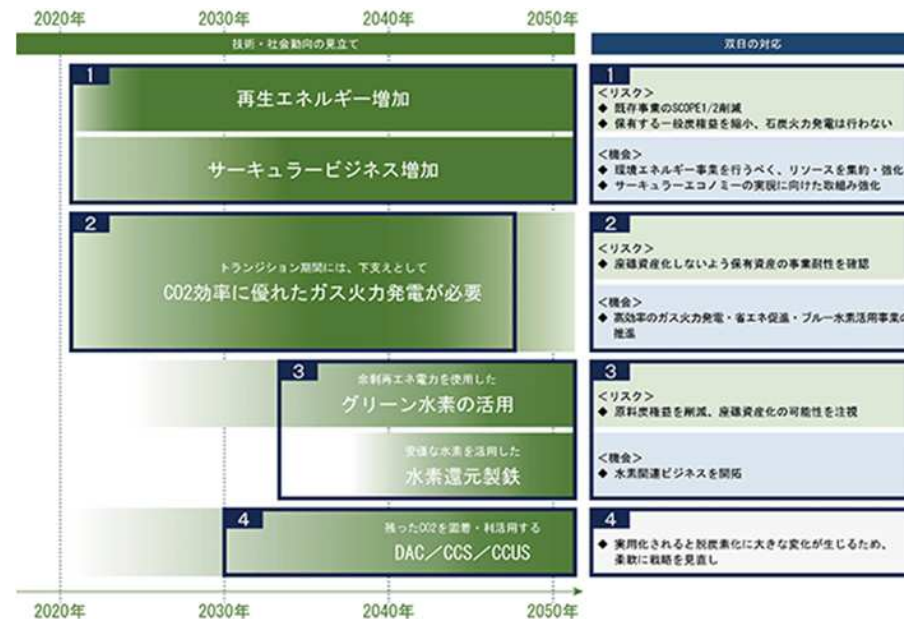 2020年 2030年 2040年 2050年
技術・社会動向の見立て
双日の対応
1
再生エネルギー増加
サーキュラービジネス増加
1
<リスク>
◆ 既存事業のSCOPE1/2削減
◆ 保有する一般炭権益を縮小、石炭火力発電は行わない
<機会>
◆ 環境エネルギー事業を行うべく、リソースを集約・強化
◆ サーキュラーエコノミーの実現に向けた取組み強化
2
トランジション期間には、下支えとして
CO2効率に優れたガス火力発電が必要
2
<リスク>
◆ 座礁資産化しないよう保有資産の事業耐性を確認
<機会>
◆ 高効率のガス火力発電・省エネ促進・ブルー水素活用事業の
推進
3
余剰再エネ電力を使用した
グリーン水素の活用
安価な水素を活用した
水素還元製鉄
3
<リスク>
◆ 原料炭権益を削減、座礁資産化の可能性を注視
<機会>
◆ 水素関連ビジネスを開拓
4
残ったCO2を固着・利活用する
DAC／CCS／CCUS
4
◆ 実用化されると脱炭素化に大きな変化が生じるため、
柔軟に戦略を見直し
2020年 2030年 2040年 2050年